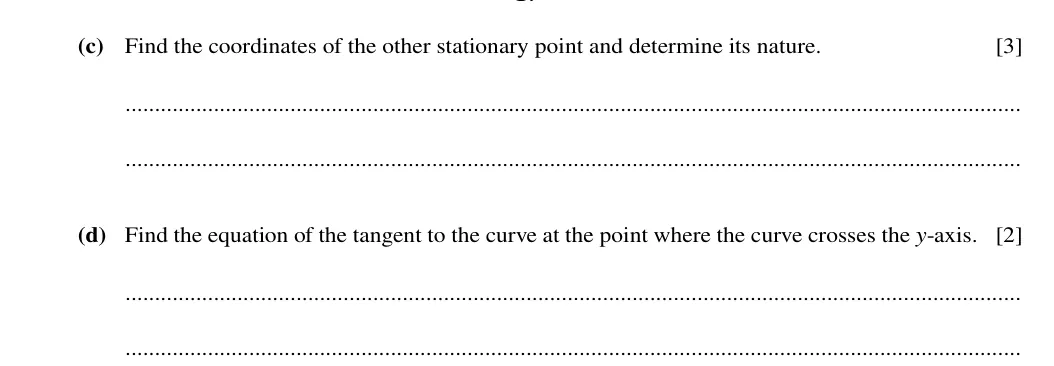 (c) Find the coordinates of the other stationary point and determine its nature. [3]
(d) Find the equation of the tangent to the curve at the point where the curve crosses the y-axis. [2]